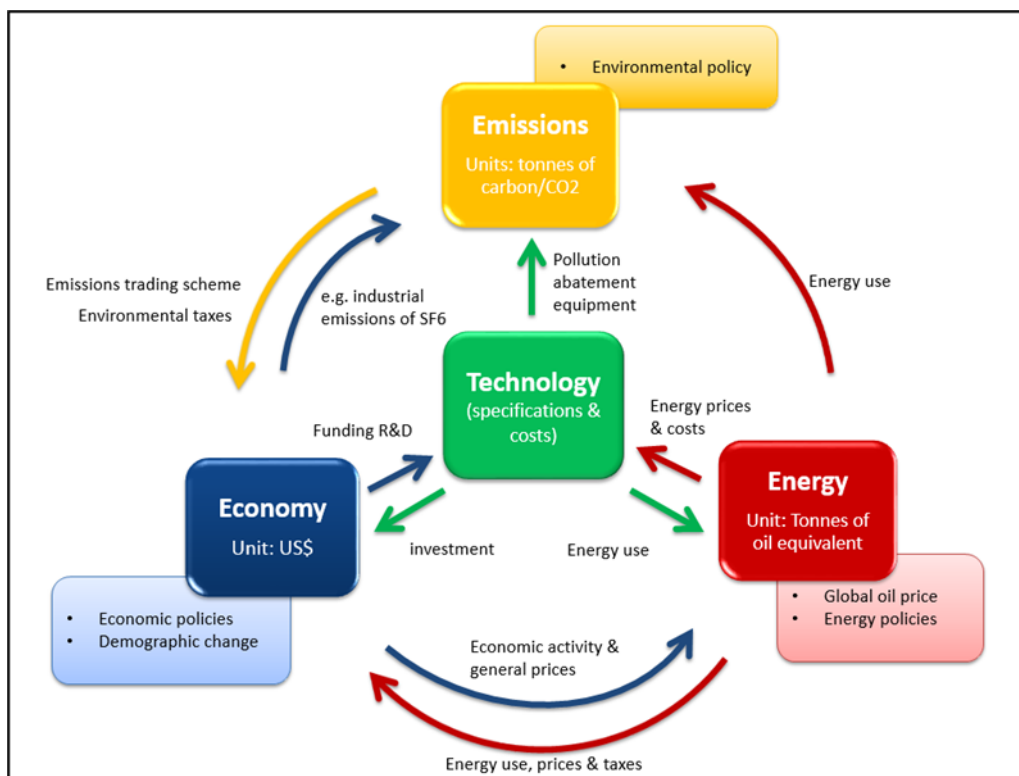 • Environmental policy
Emissions
Units: tonnes of
carbon/CO2
Emissions trading scheme
Environmental taxes
e.g. industrial
emissions of SF6
Pollution
abatement
equipment
Energy use
Technology
(specifications &
costs)
Funding R&D
Energy prices
& costs
Economy
Unit: US$
Energy
Unit: Tonnes of
oil equivalent
investment
Energy use
• Economic policies
• Demographic change
• Global oil price
• Energy policies
Economic activity &
general prices
Energy use, prices & taxes